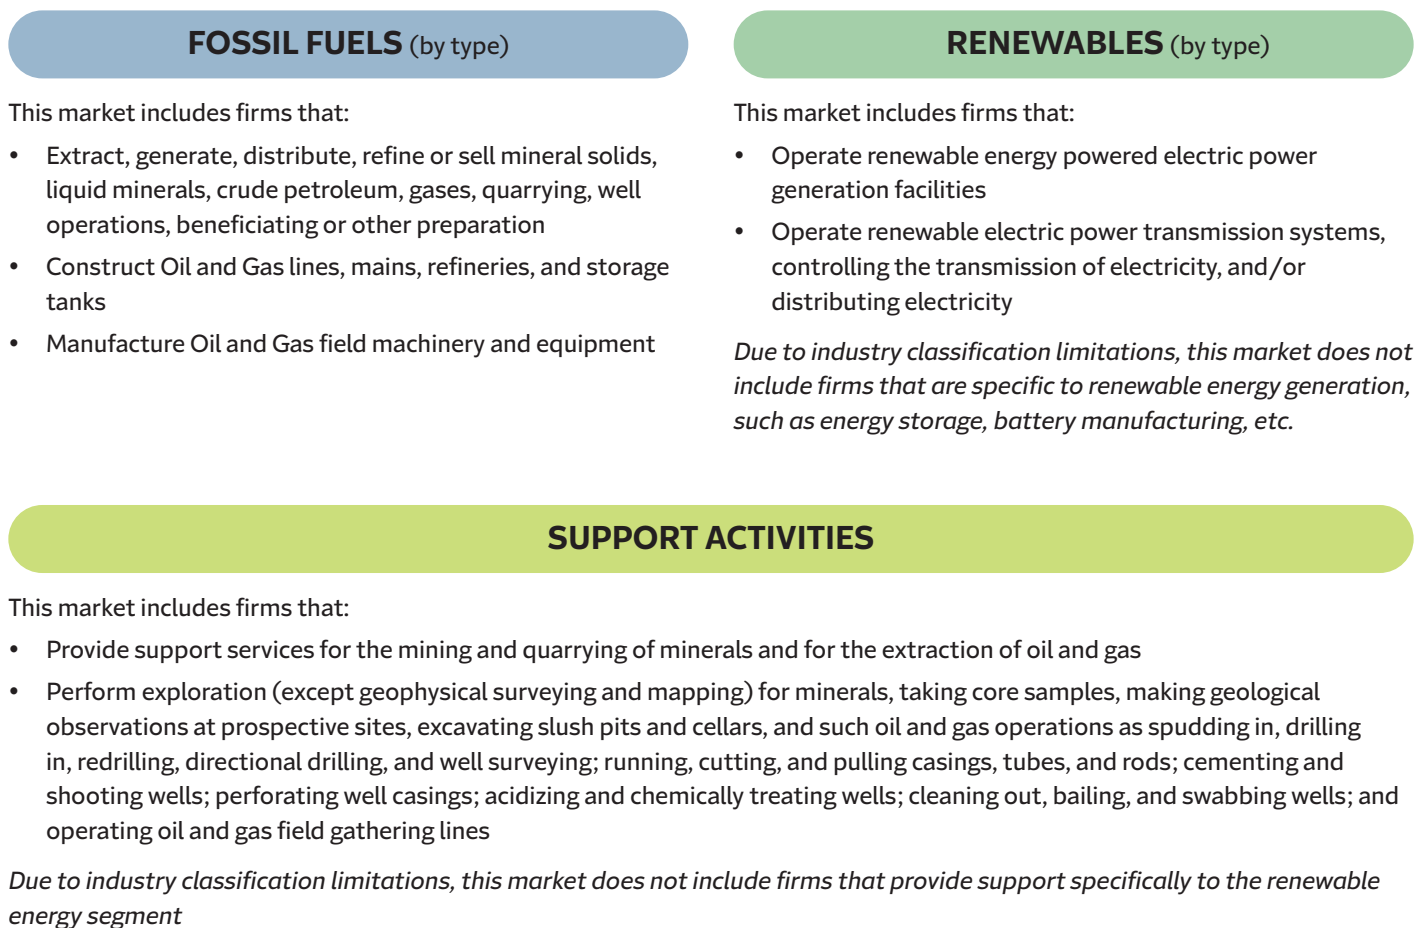 FOSSIL FUELS (by type)
This market includes firms that:
• Extract, generate, distribute, refine or sell mineral solids,
liquid minerals, crude petroleum, gases, quarrying, well
operations, beneficiating or other preparation
• Construct Oil and Gas lines, mains, refineries, and storage
tanks
• Manufacture Oil and Gas field machinery and equipment
RENEWABLES (by type)
This market includes firms that:
• Operate renewable energy powered electric power
generation facilities
• Operate renewable electric power transmission systems,
controlling the transmission of electricity, and/or
distributing electricity
Due to industry classification limitations, this market does not
include firms that are specific to renewable energy generation,
such as energy storage, battery manufacturing, etc.
SUPPORT ACTIVITIES
This market includes firms that:
• Provide support services for the mining and quarrying of minerals and for the extraction of oil and gas
• Perform exploration (except geophysical surveying and mapping) for minerals, taking core samples, making geological
observations at prospective sites, excavating slush pits and cellars, and such oil and gas operations as spudding in, drilling
in, redrilling, directional drilling, and well surveying; running, cutting, and pulling casings, tubes, and rods; cementing and
shooting wells; perforating well casings; acidizing and chemically treating wells; cleaning out, bailing, and swabbing wells; and
operating oil and gas field gathering lines
Due to industry classification limitations, this market does not include firms that provide support specifically to the renewable
energy segment